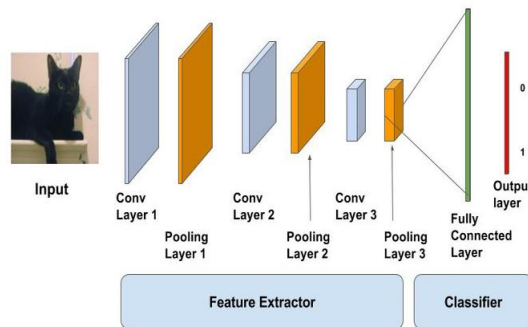 0
1
Input
Conv
Layer 1
Pooling
Layer 1
Conv
Layer 2
Pooling
Layer 2
Conv
Layer 3
Pooling
Layer 3
Fully
Connected
Layer
Output
layer
Feature Extractor
Classifier